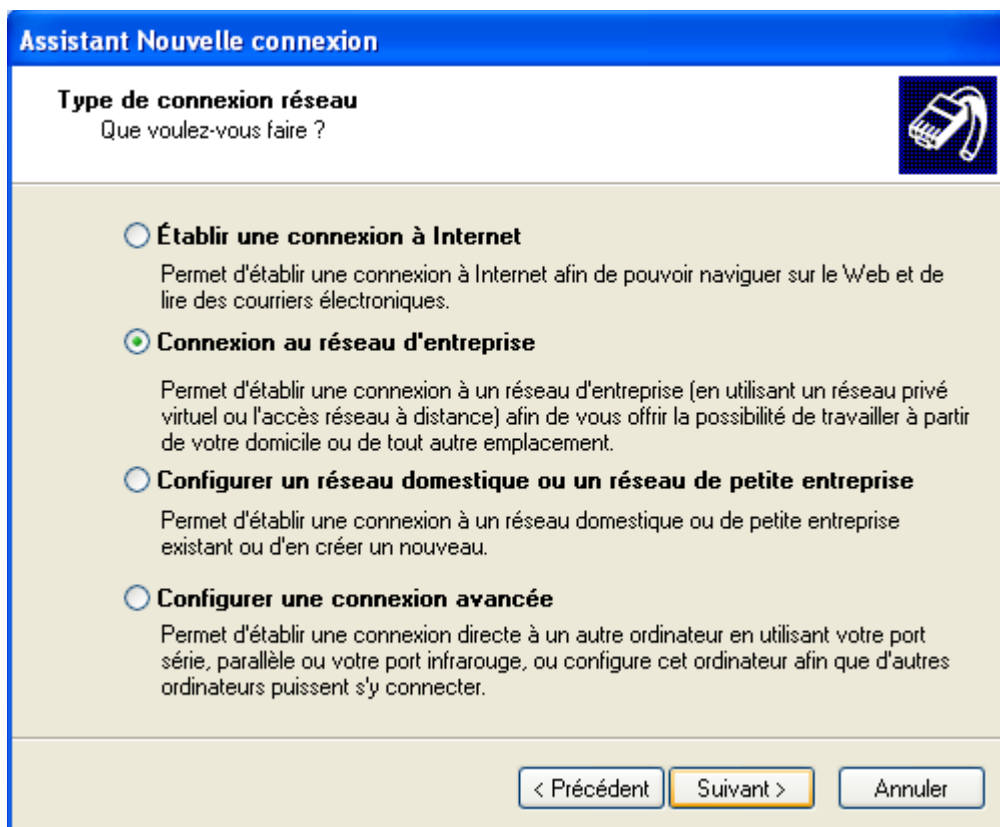 Assistant Nouvelle connexion
Type de connexion réseau
Que voulez-vous faire ?
Établir une connexion à Internet
Permet d'établir une connexion à Internet afin de pouvoir naviguer sur le Web et de
lire des courriers électroniques.
Connexion au réseau d'entreprise
Permet d'établir une connexion à un réseau d'entreprise (en utilisant un réseau privé
virtuel ou l'accès réseau à distance) afin de vous offrir la possibilité de travailler à partir
de votre domicile ou de tout autre emplacement.
Configurer un réseau domestique ou un réseau de petite entreprise
Permet d'établir une connexion à un réseau domestique ou de petite entreprise
existant ou d'en créer un nouveau.
Configurer une connexion avancée
Permet d'établir une connexion directe à un autre ordinateur en utilisant votre port
série, parallèle ou votre port infrarouge, ou configure cet ordinateur afin que d'autres
ordinateurs puissent s'y connecter.
< Précédent Suivant > Annuler